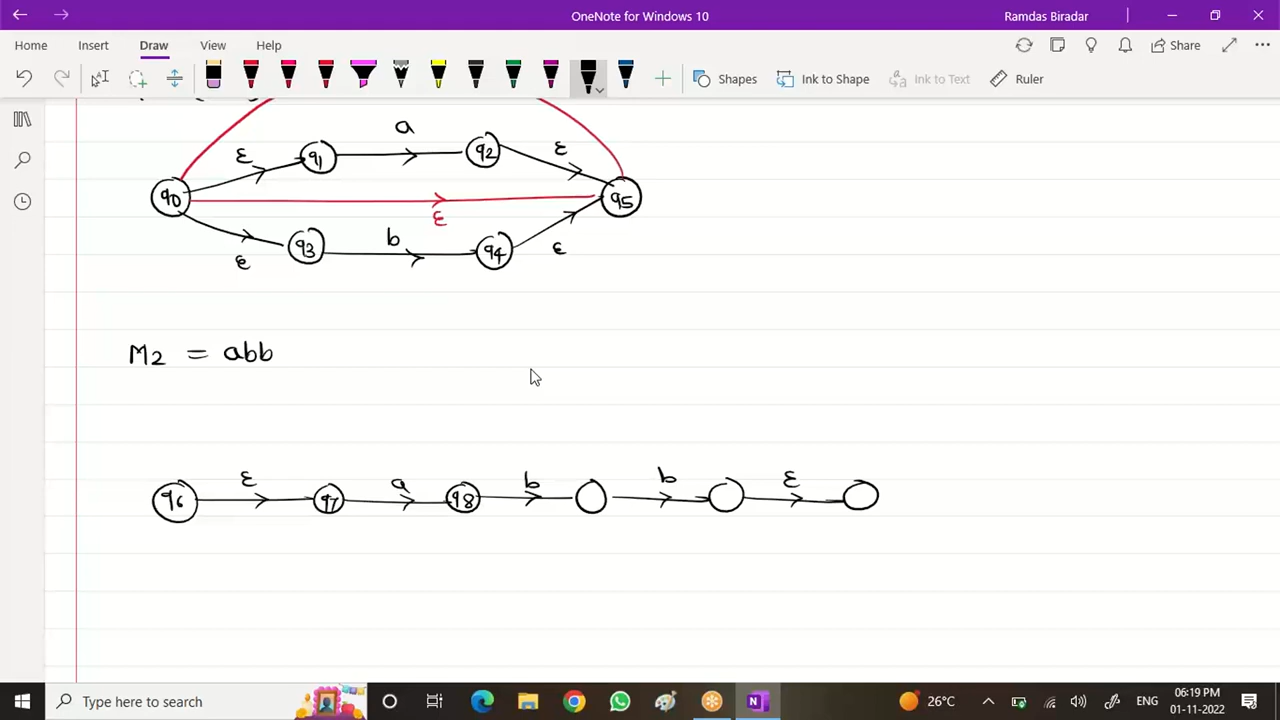 OneNote for Windows 10
Ramdas Biradar
Home Insert Draw View Help
Share
Shapes Ink to Shape Ink to Text Ruler
a
ε q1 q2 ε
q0 q5
ε
b
q3 q4
ε ε
M2 = abb
ε a b b ε
q6 q7 q8
Type here to search
26°C ENG
06:19 PM
01-11-2022